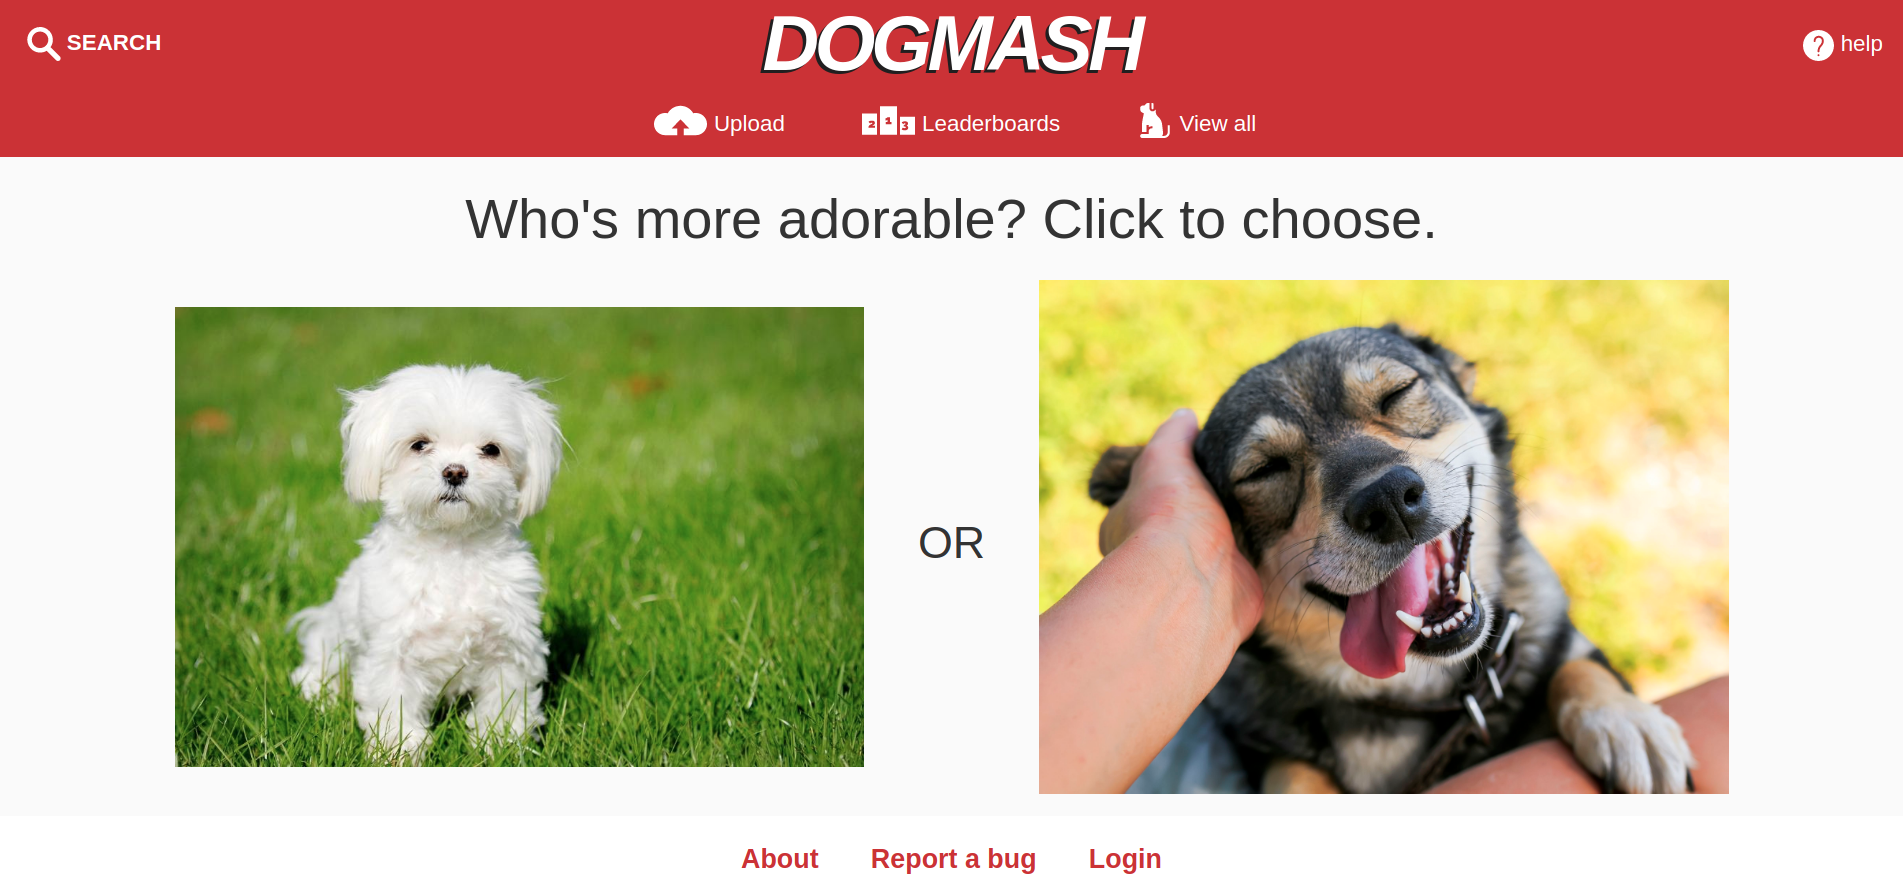 SEARCH
DOGMASH
help
Upload
2 1 3 Leaderboards
View all
Who's more adorable? Click to choose.
OR
About
Report a bug
Login